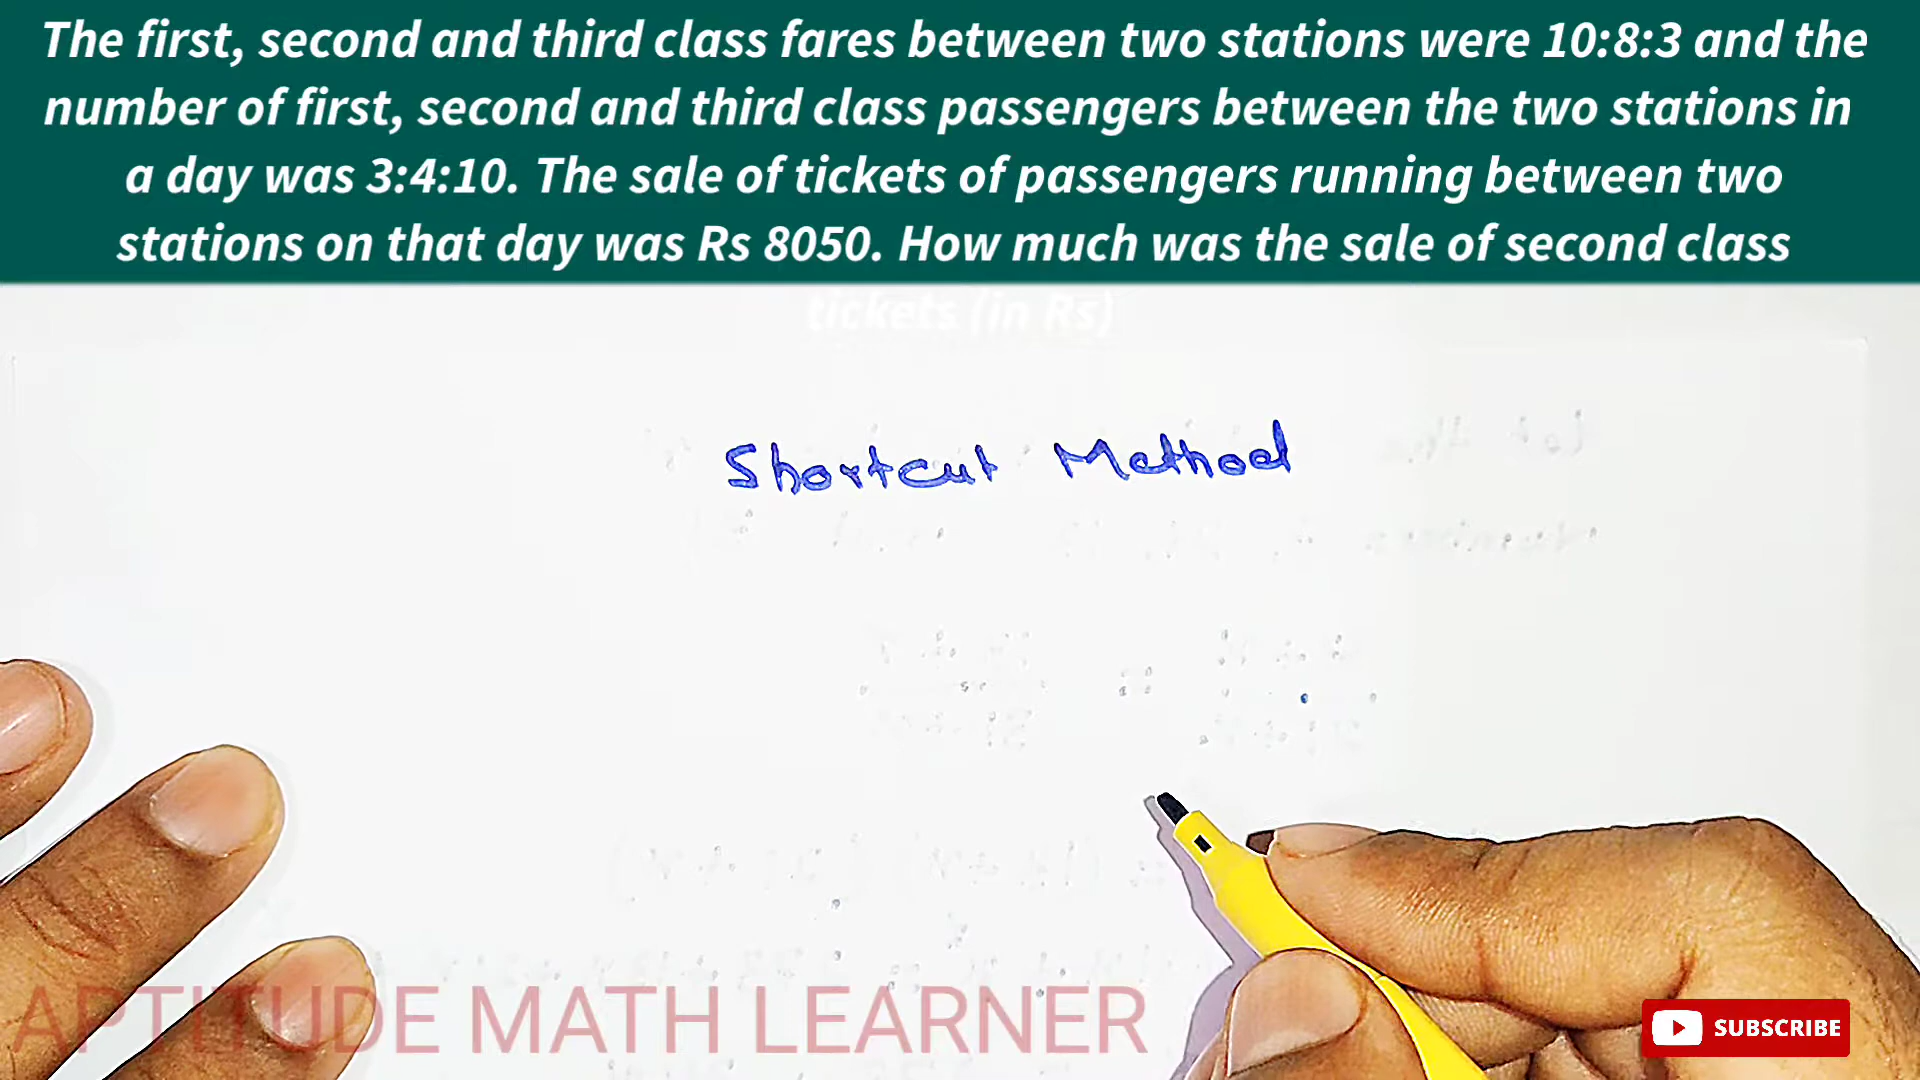 The first, second and third class fares between two stations were 10:8:3 and the
number of first, second and third class passengers between the two stations in
a day was 3:4:10. The sale of tickets of passengers running between two
stations on that day was Rs 8050. How much was the sale of second class
tickets (in Rs)
Shortcut Method
APTITUDE MATH LEARNER
SUBSCRIBE